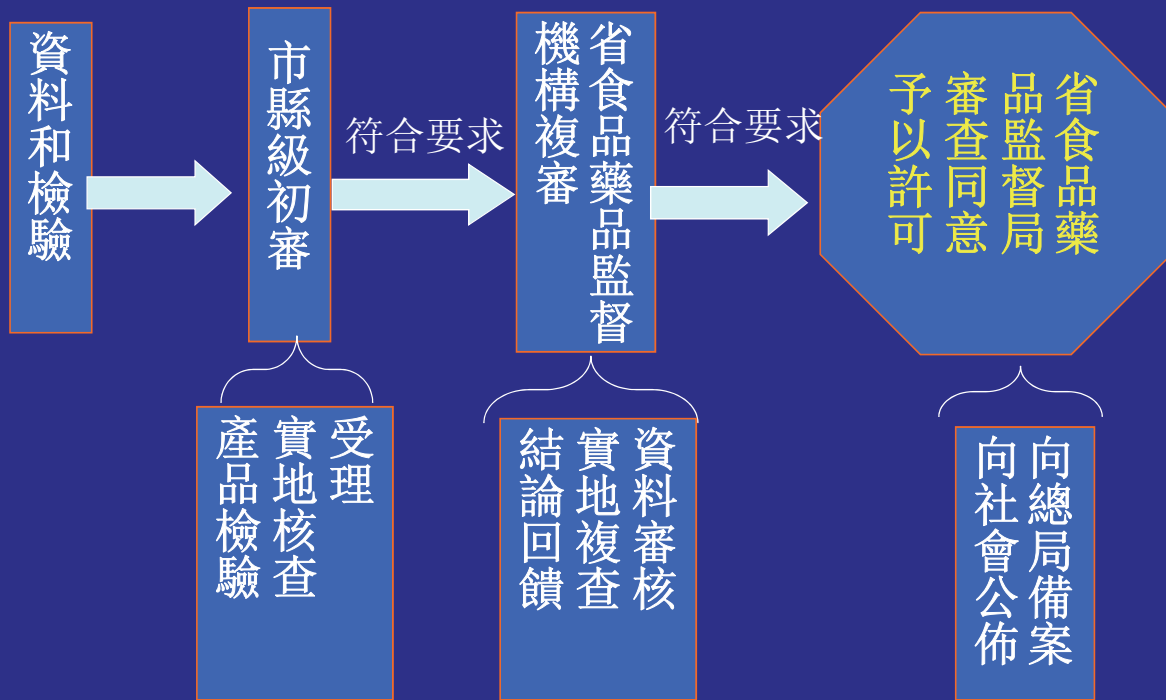 資料和檢驗
市縣級初審
符合要求
省食品藥品監督
機構複審
符合要求
省食品藥
品監督局
審查同意
予以許可
受理
實地核查
產品檢驗
資料審核
實地複查
結論回饋
向總局備案
向社會公佈